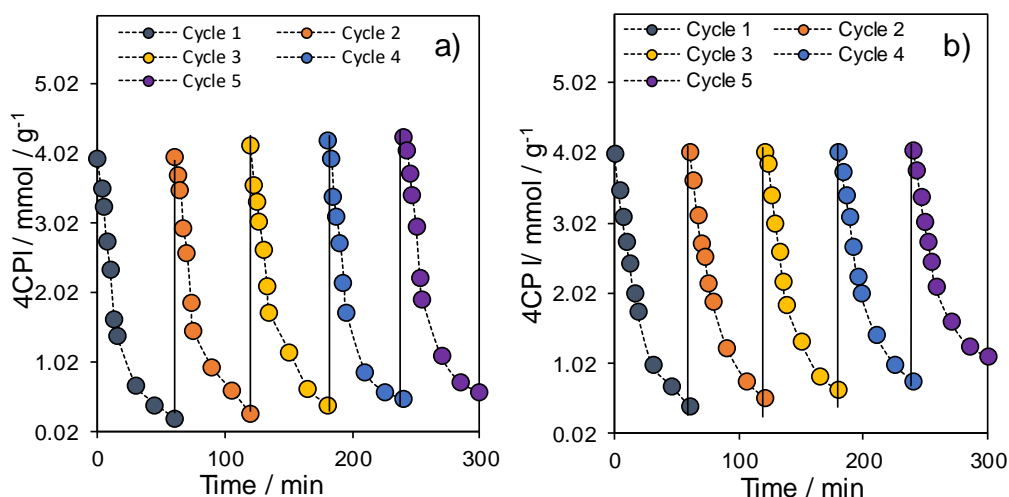 Cycle 1 Cycle 2
Cycle 3 Cycle 4
Cycle 5
a)
4CPI/ mmol / g-1
5.02
4.02
3.02
2.02
1.02
0.02
0 100 200 300
Time / min
Cycle 1 Cycle 2
Cycle 3 Cycle 4
Cycle 5
b)
4CP I/ mmol / g-1
5.02
4.02
3.02
2.02
1.02
0.02
0 100 200 300
Time / min